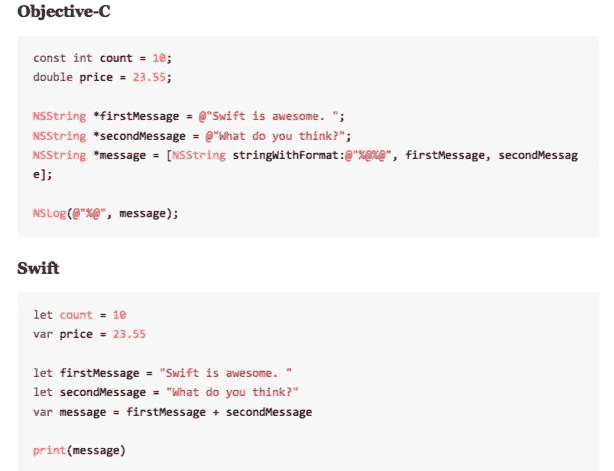 Objective-C
const int count = 10;
double price = 23.55;
NSString *firstMessage = @"Swift is awesome. ";
NSString *secondMessage = @"What do you think?";
NSString *message = [NSString stringWithFormat:@"%@%@", firstMessage, secondMessag
e];
NSLog(@"%@", message);
Swift
let count = 10
var price = 23.55
let firstMessage = "Swift is awesome. "
let secondMessage = "What do you think?"
var message = firstMessage + secondMessage
print(message)